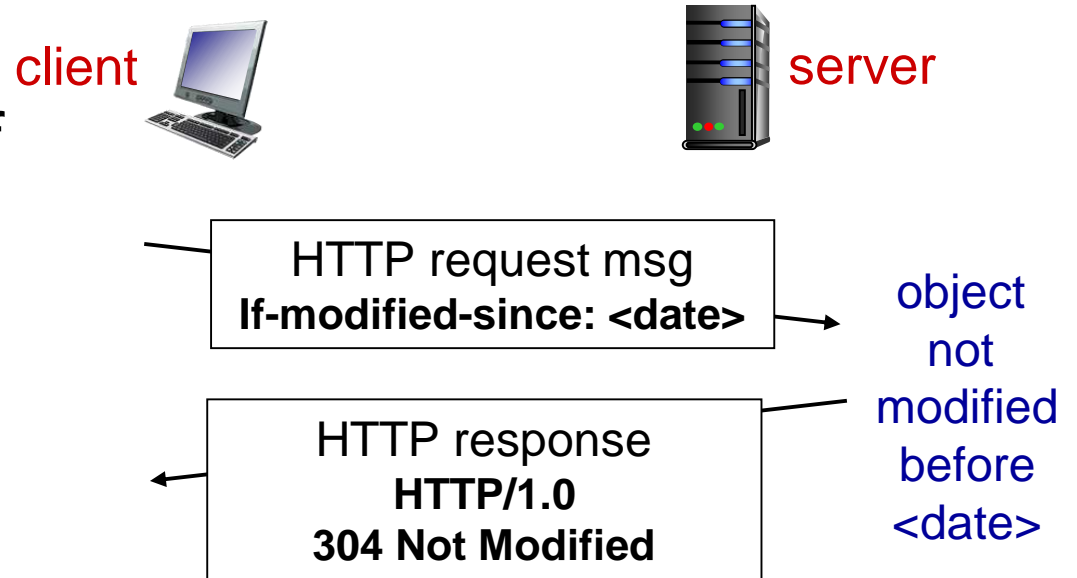 client
server
HTTP request msg
If-modified-since: <date>
object
not
modified
before
<date>
HTTP response
HTTP/1.0
304 Not Modified